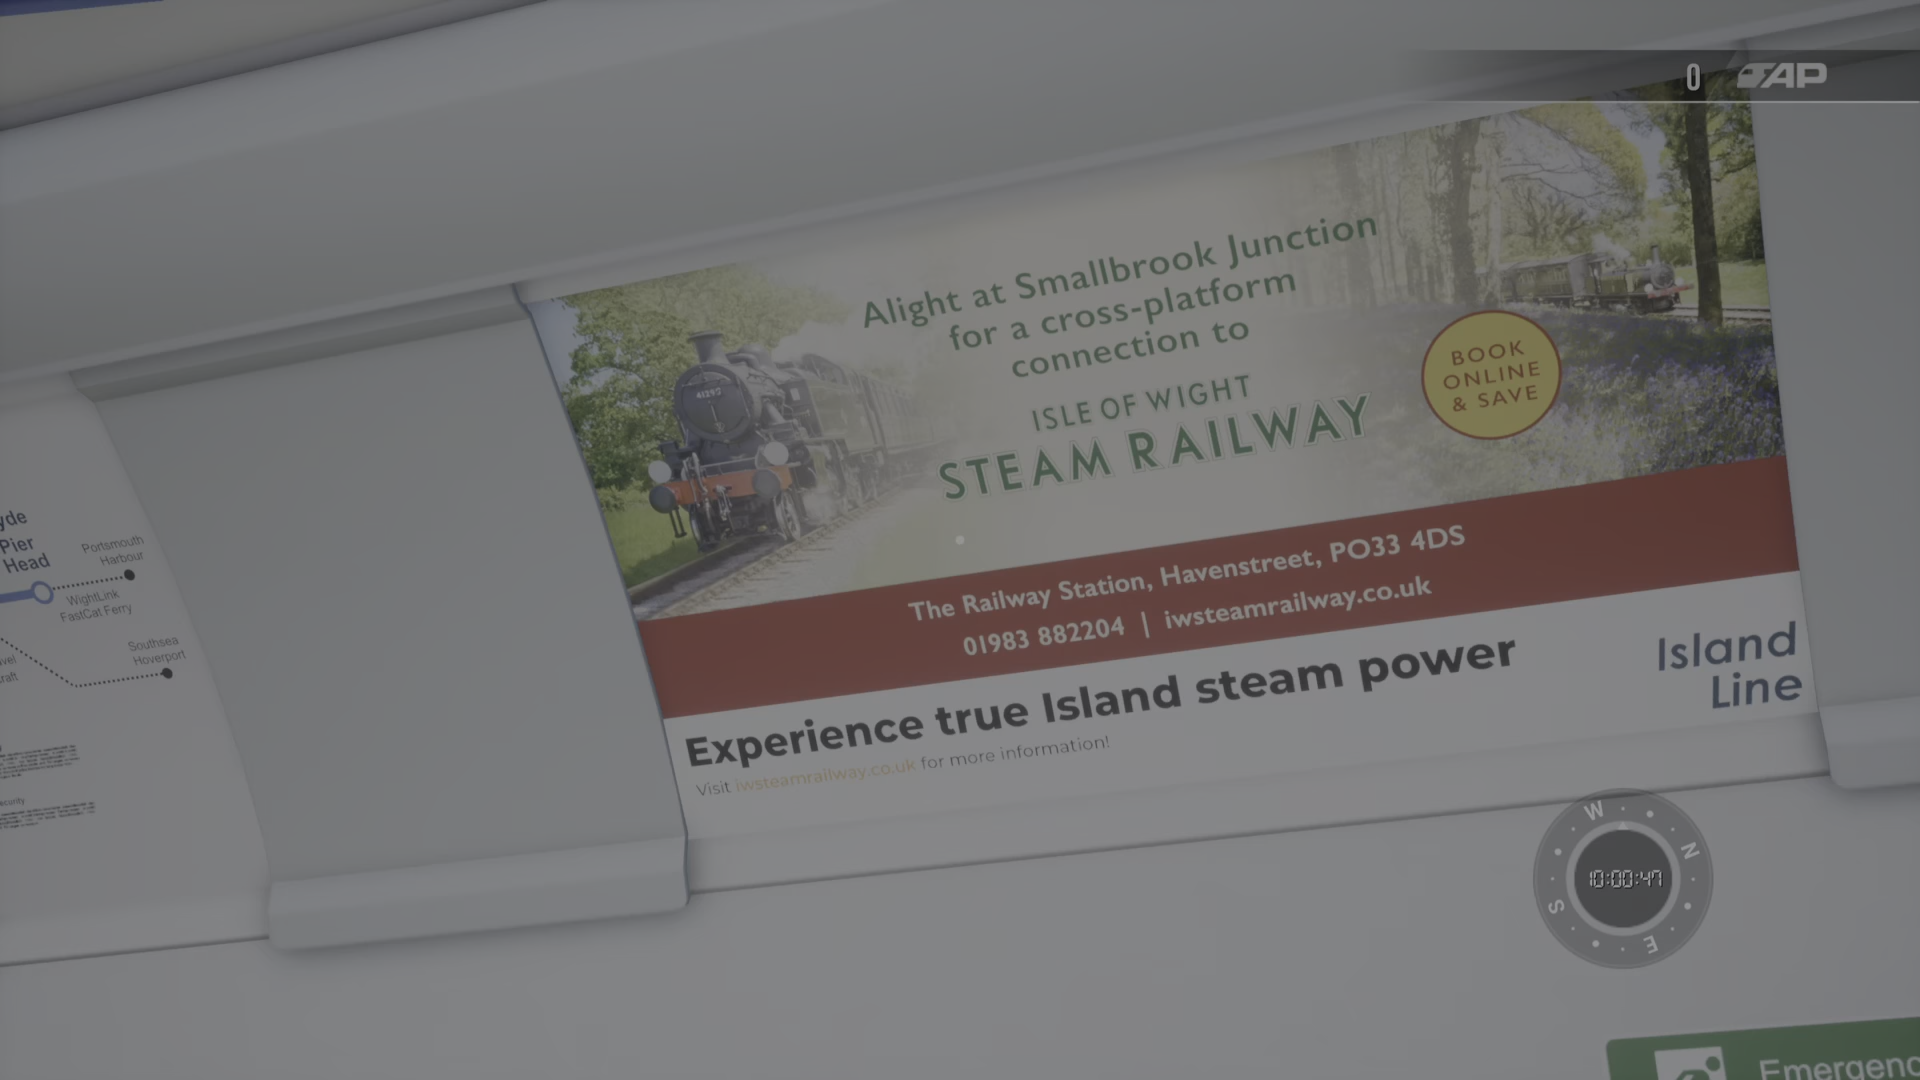 0 TAP
Alight at Smallbrook Junction
for a cross-platform
connection to
ISLE OF WIGHT
STEAM RAILWAY
BOOK
ONLINE
& SAVE
41298
The Railway Station, Havenstreet, PO33 4DS
01983 882204 | iwsteamrailway.co.uk
Experience true Island steam power
Visit iwsteamrailway.co.uk for more information!
Island
Line
Pier
Head
Portsmouth
Harbour
WightLink
FastCat Ferry
Southsea
Hoverport
W
N
S
E
10:00:47